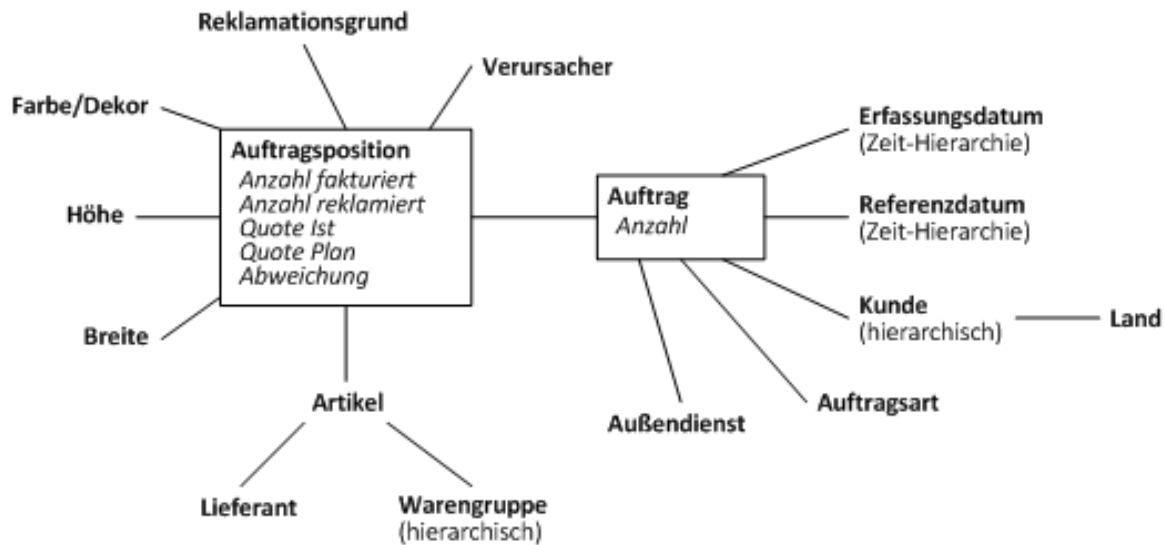 Reklamationsgrund
Verursacher
Farbe/Dekor
Auftragsposition
Anzahl fakturiert
Anzahl reklamiert
Quote Ist
Quote Plan
Abweichung
Höhe
Breite
Artikel
Lieferant
Warengruppe
(hierarchisch)
Auftrag
Anzahl
Erfassungsdatum
(Zeit-Hierarchie)
Referenzdatum
(Zeit-Hierarchie)
Kunde
(hierarchisch)
Land
Auftragsart
Außendienst